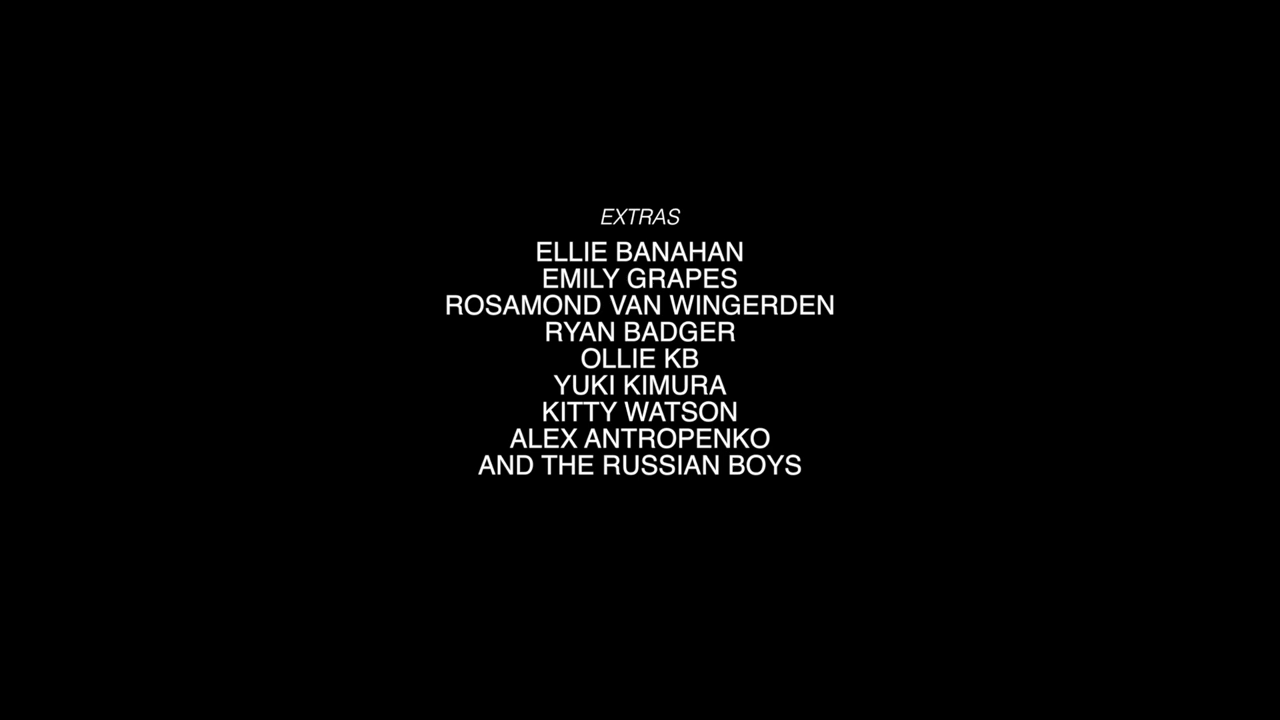 EXTRAS
ELLIE BANAHAN
EMILY GRAPES
ROSAMOND VAN WINGERDEN
RYAN BADGER
OLLIE KB
YUKI KIMURA
KITTY WATSON
ALEX ANTROPENKO
AND THE RUSSIAN BOYS